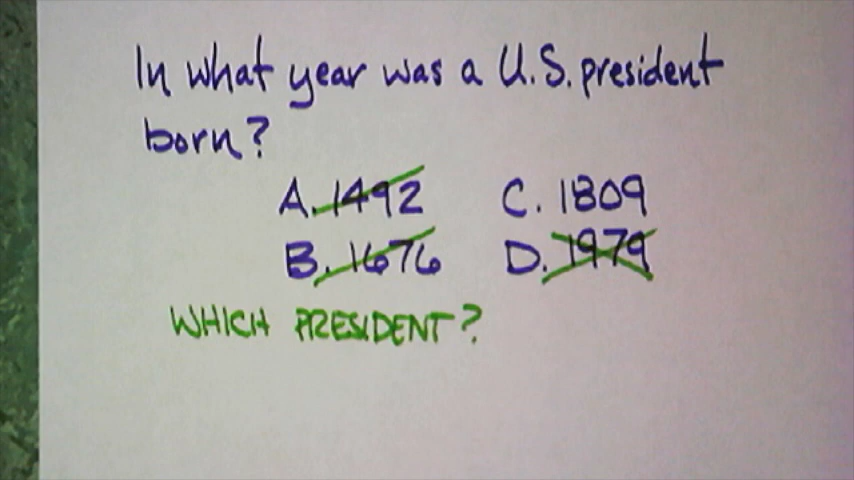 In what year was a U.S. president
born?
A. 1492 C. 1809
B. 1676 D. 1979
WHICH PRESIDENT?